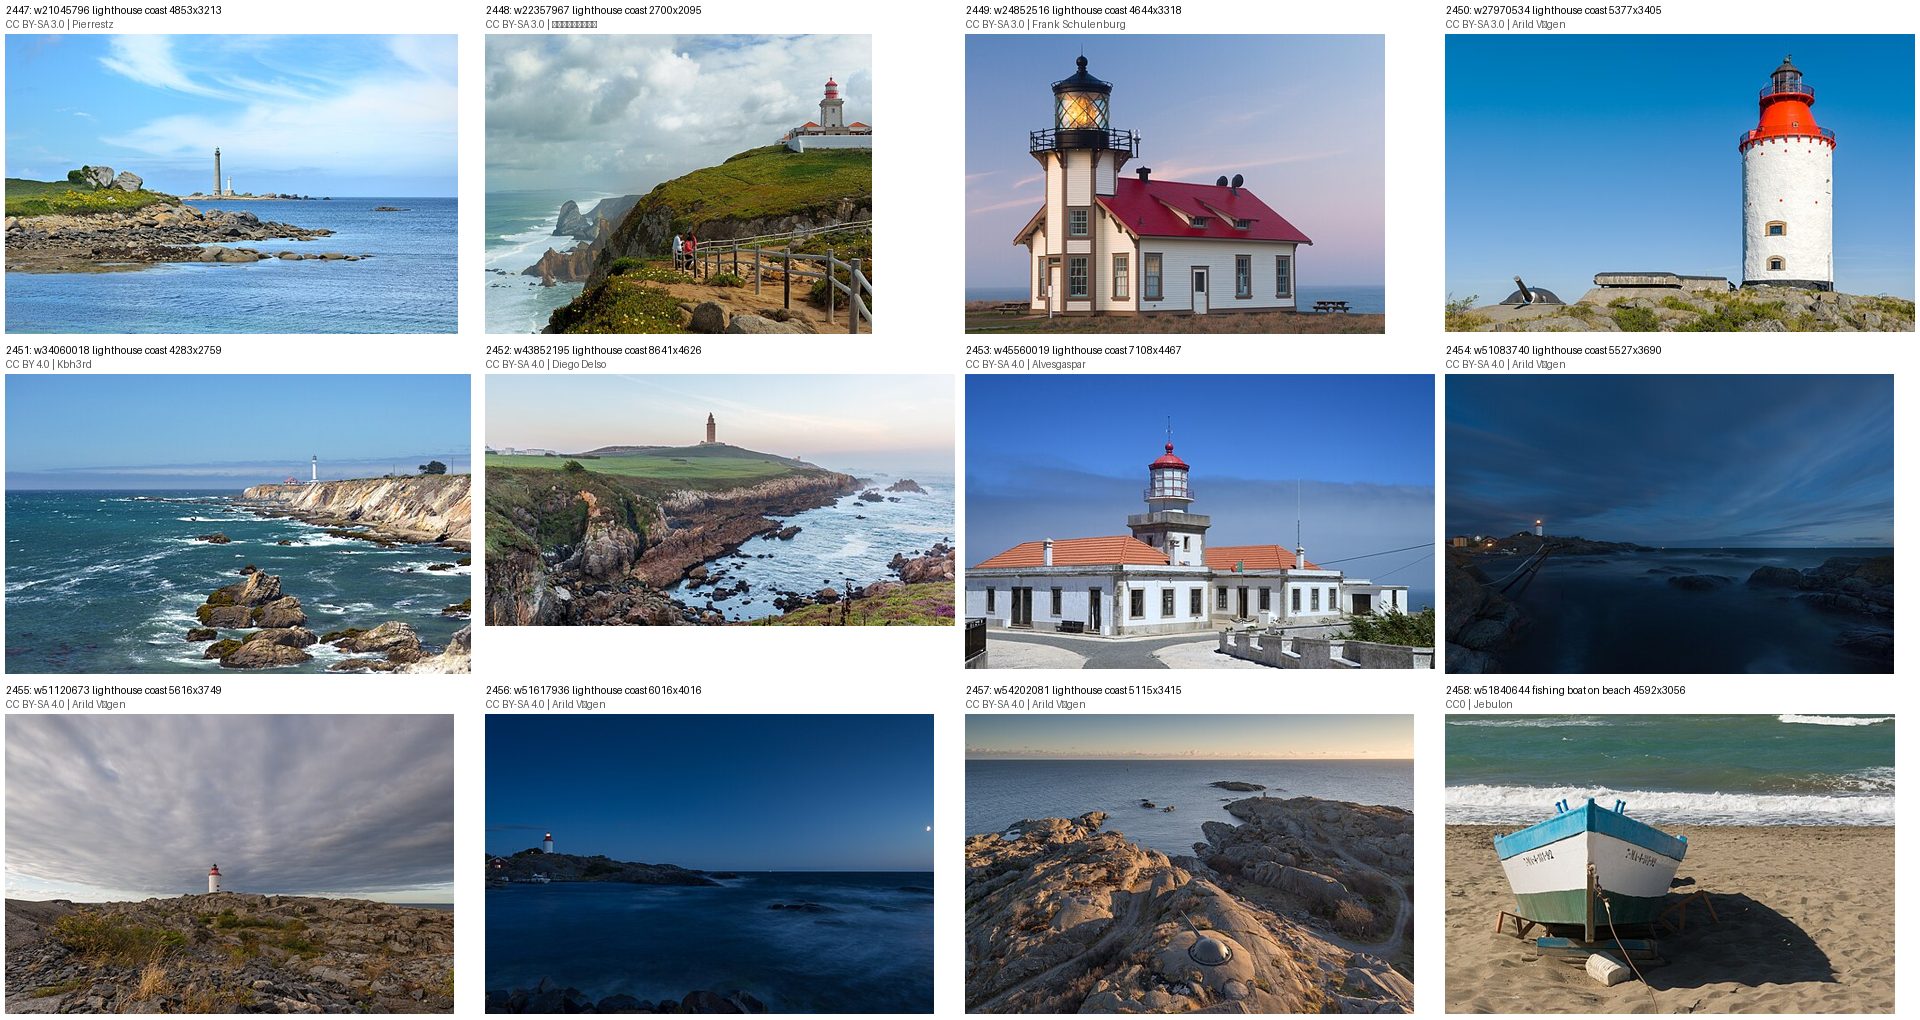 2447: w21045796 lighthouse coast 4853x3213
CC BY-SA 3.0 | Pierrestz
2448: w22357967 lighthouse coast 2700x2095
CC BY-SA 3.0 |
2449: w24852516 lighthouse coast 4644x3318
CC BY-SA 3.0 | Frank Schulenburg
2450: w27970534 lighthouse coast 5377x3405
CC BY-SA 3.0 | Arild V▯gen
2451: w34060018 lighthouse coast 4283x2759
CC BY 4.0 | Kbh3rd
2452: w43852195 lighthouse coast 8641x4626
CC BY-SA 4.0 | Diego Delso
2453: w45560019 lighthouse coast 7108x4467
CC BY-SA 4.0 | Alvesgaspar
2454: w51083740 lighthouse coast 5527x3690
CC BY-SA 4.0 | Arild V▯gen
2455: w51120673 lighthouse coast 5616x3749
CC BY-SA 4.0 | Arild V▯gen
2456: w51617936 lighthouse coast 6016x4016
CC BY-SA 4.0 | Arild V▯gen
2457: w54202081 lighthouse coast 5115x3415
CC BY-SA 4.0 | Arild V▯gen
2458: w51840644 fishing boat on beach 4592x3056
CC0 | Jebulon